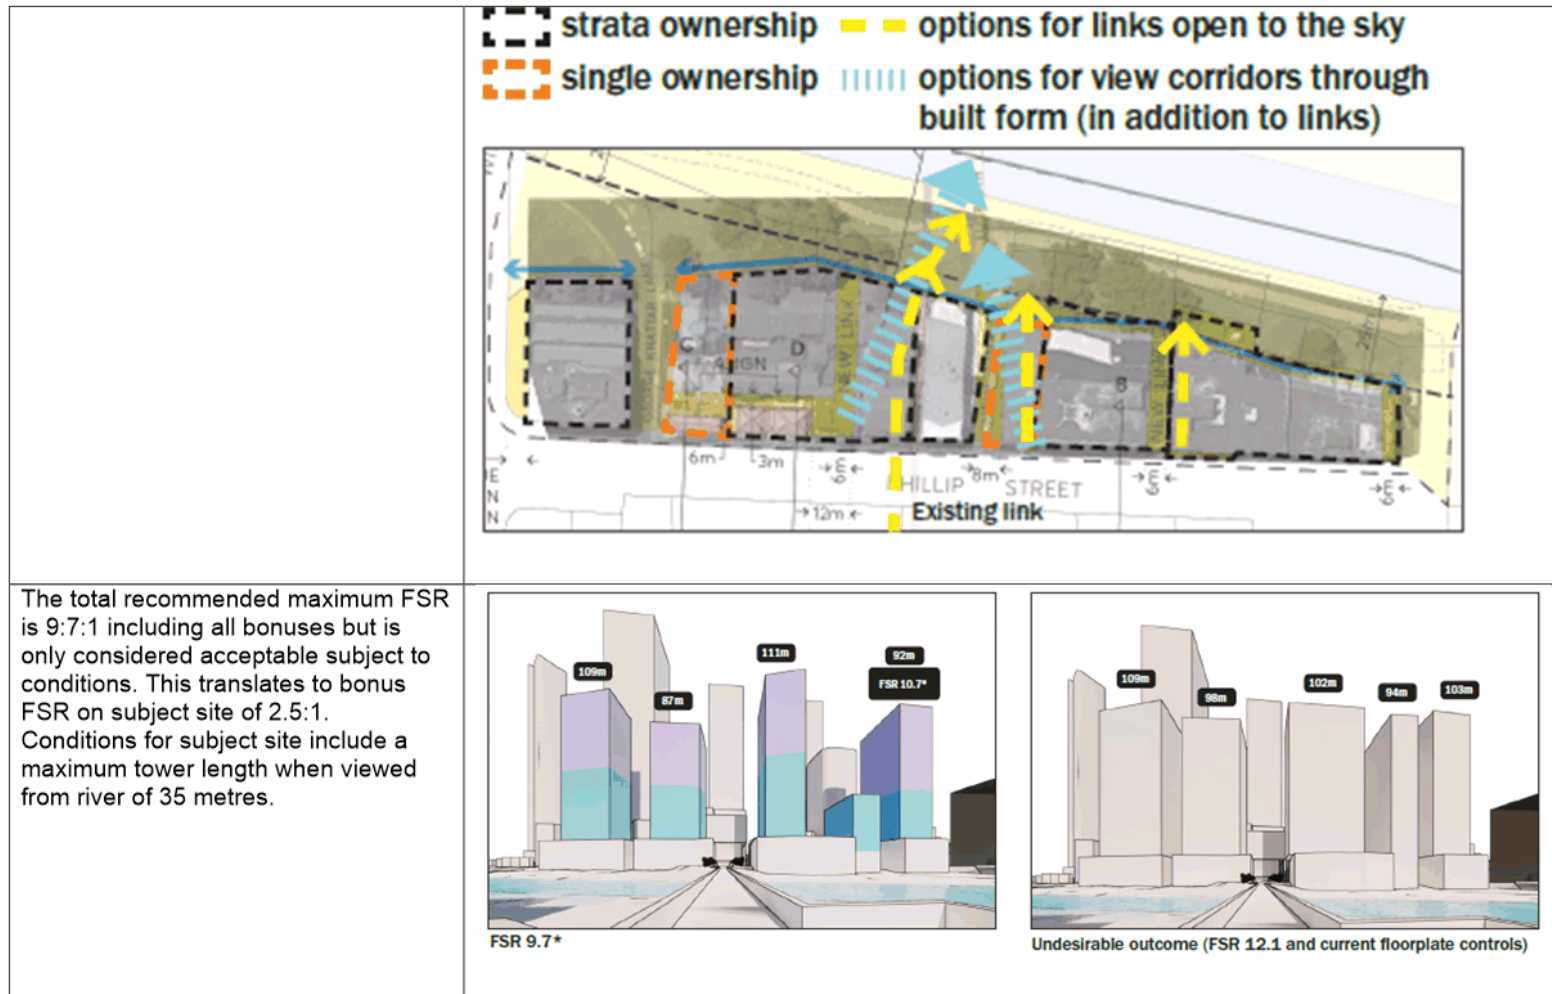 strata ownership
options for links open to the sky
single ownership
options for view corridors through
built form (in addition to links)
C
D
ALIGN
NEW LINK
B
NEW LINK
6m
3m
6m
8m
6m
6m
12m
STREET
Existing link
The total recommended maximum FSR
is 9:7:1 including all bonuses but is
only considered acceptable subject to
conditions. This translates to bonus
FSR on subject site of 2.5:1.
Conditions for subject site include a
maximum tower length when viewed
from river of 35 metres.
109m
87m
111m
92m
FSR 10.7*
FSR 9.7*
109m
98m
102m
94m
103m
Undesirable outcome (FSR 12.1 and current floorplate controls)